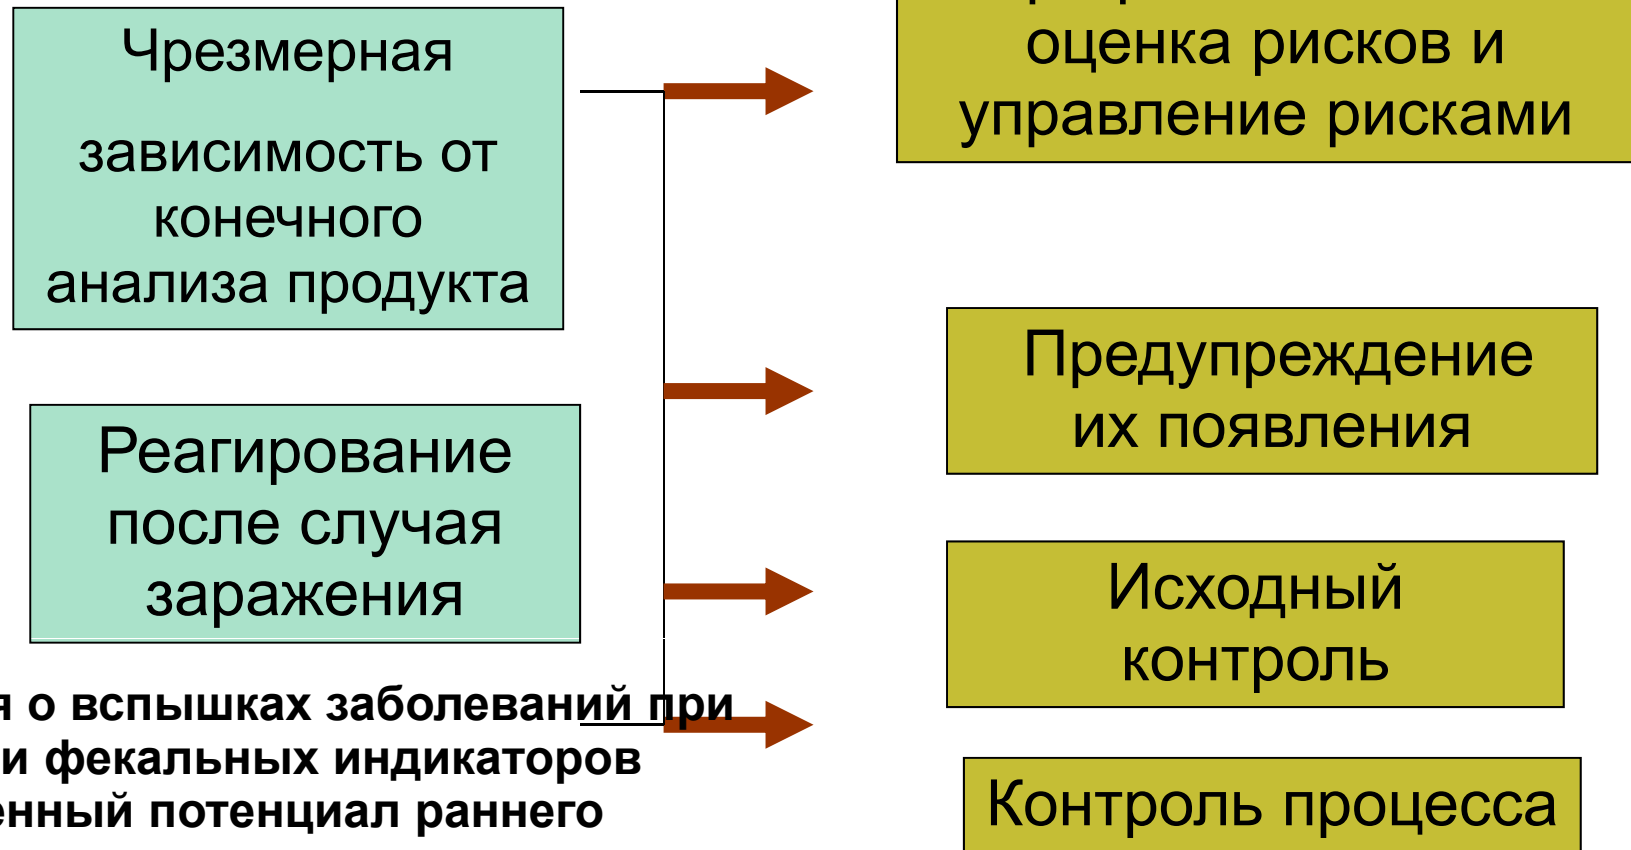 Чрезмерная
зависимость от
конечного
анализа продукта
Реагирование
после случая
заражения
о вспышках заболеваний при
и фекальных индикаторов
потенциал раннего
оценка рисков и
управление рисками
Предупреждение
их появления
Исходный
контроль
Контроль процесса